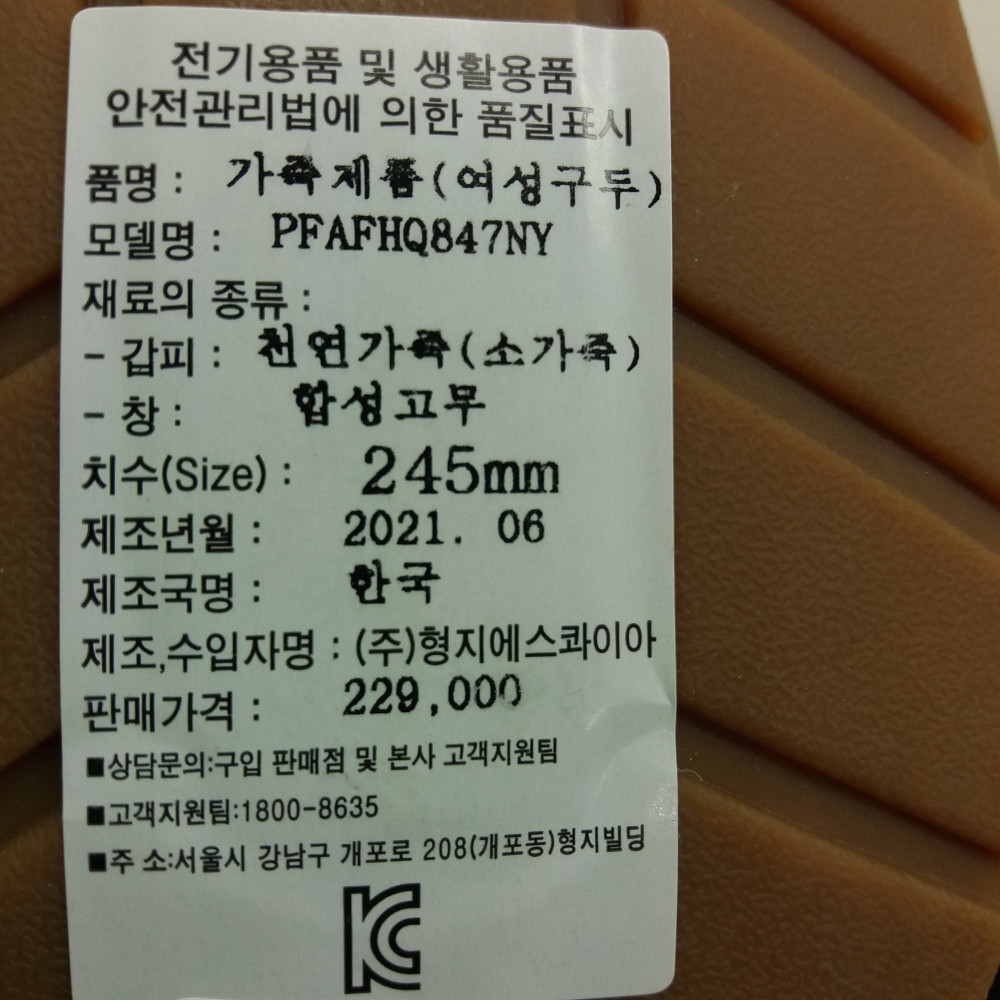 전기용품 및 생활용품
안전관리법에 의한 품질표시
품명 : 가죽제품(여성구두)
모델명 : PFAFHQ847NY
재료의 종류 :
- 갑피 : 천연가죽(소가죽)
- 창 : 합성고무
치수(Size) : 245mm
제조년월 : 2021. 06
제조국명 : 한국
제조,수입자명 : (주)형지에스콰이아
판매가격 : 229,000
■상담문의:구입 판매점 및 본사 고객지원팀
■고객지원팀:1800-8635
■주 소:서울시 강남구 개포로 208(개포동)형지빌딩
KC